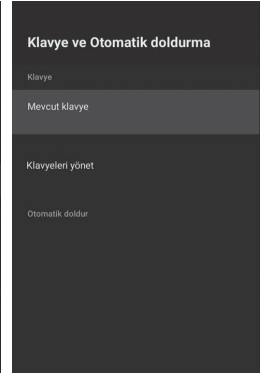 Klavye ve Otomatik doldurma
Klavye
Mevcut klavye
Klavyeleri yönet
Otomatik doldur